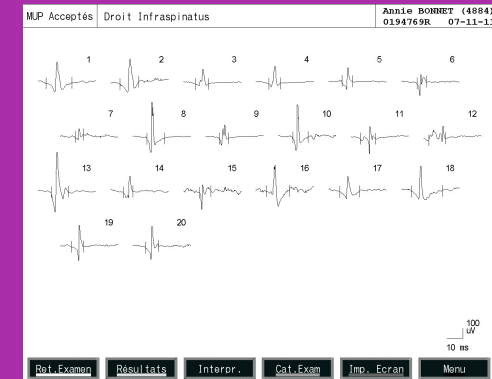 MUP Acceptés Droit Infraspinatus Annie BONNET (4884)
0194769R 07-11-11
1 2 3 4 5 6
7 8 9 10 11 12
13 14 15 16 17 18
19 20
100
uV
10 ms
Ret.Examen Résultats Interpr. Cat.Exam Imp. Ecran Menu